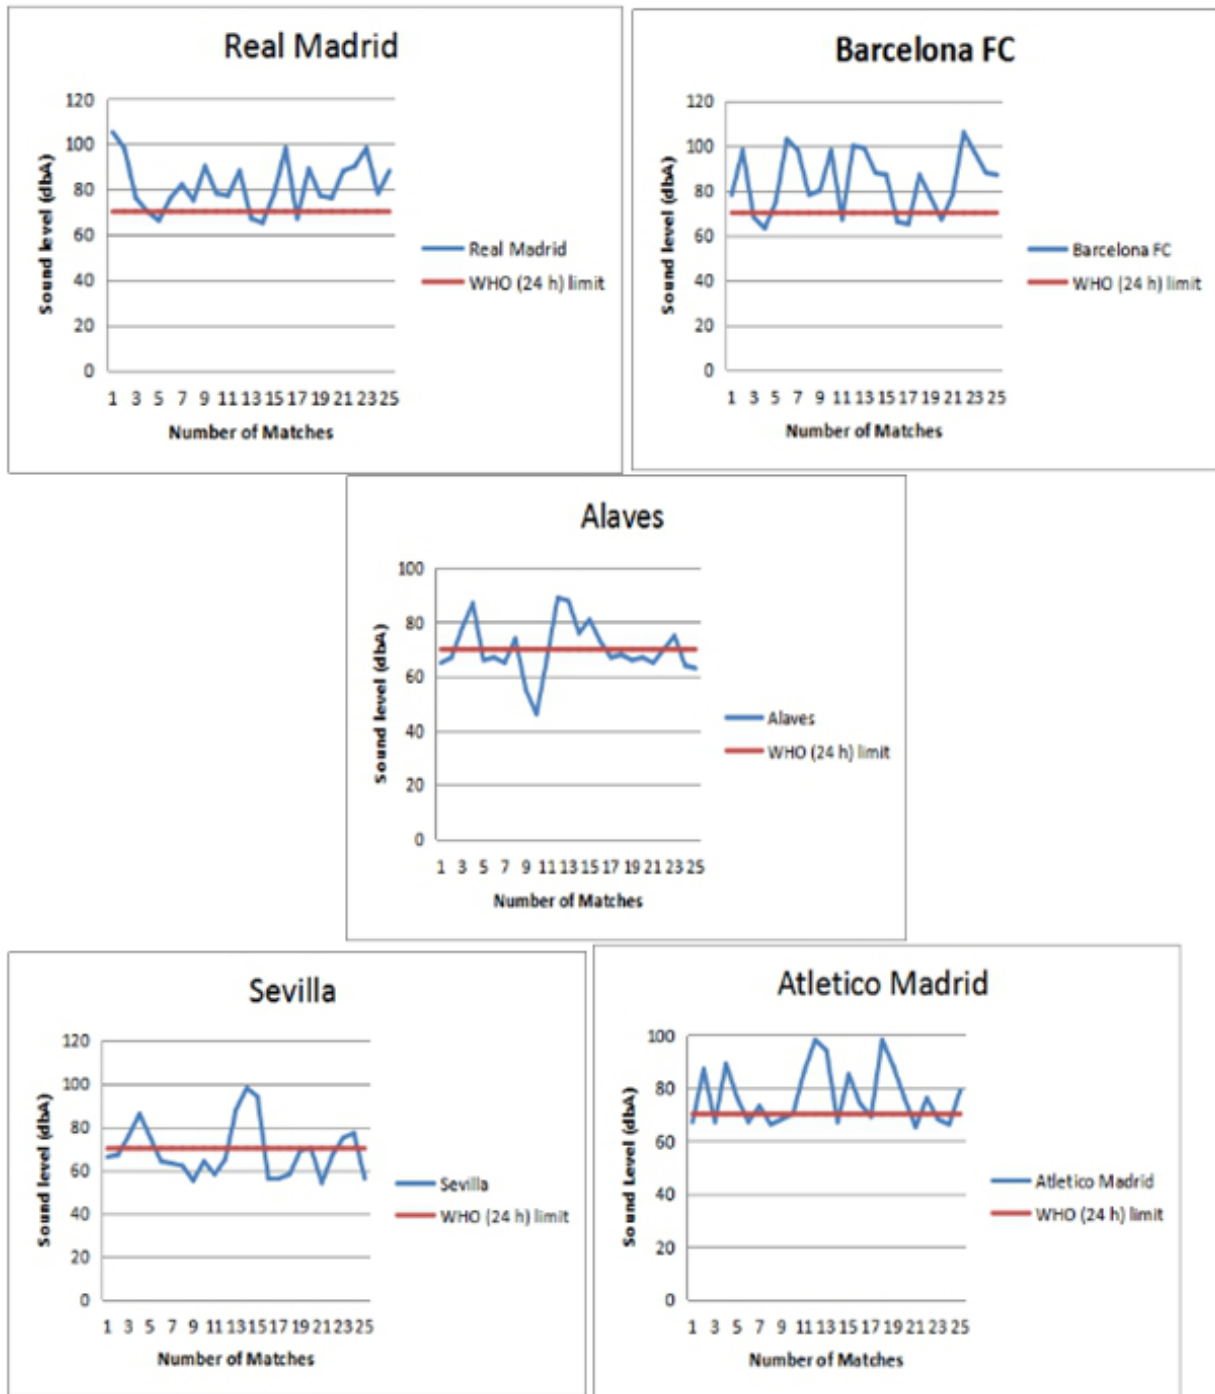 Real Madrid
120
100
80
60
40
20
0
Sound level (dbA)
1 3 5 7 9 11 13 15 17 19 21 23 25
Number of Matches
Real Madrid
WHO (24 h) limit
Barcelona FC
120
100
80
60
40
20
0
Sound level (dbA)
1 3 5 7 9 11 13 15 17 19 21 23 25
Number of Matches
Barcelona FC
WHO (24 h) limit
Alaves
100
80
60
40
20
0
Sound level (dbA)
1 3 5 7 9 11 13 15 17 19 21 23 25
Number of Matches
Alaves
WHO (24 h) limit
Sevilla
120
100
80
60
40
20
0
Sound level (dbA)
1 3 5 7 9 11 13 15 17 19 21 23 25
Number of Matches
Sevilla
WHO (24 h) limit
Atletico Madrid
100
80
60
40
20
0
Sound Level (dbA)
1 3 5 7 9 11 13 15 17 19 21 23 25
Number of Matches
Atletico Madrid
WHO (24 h) limit